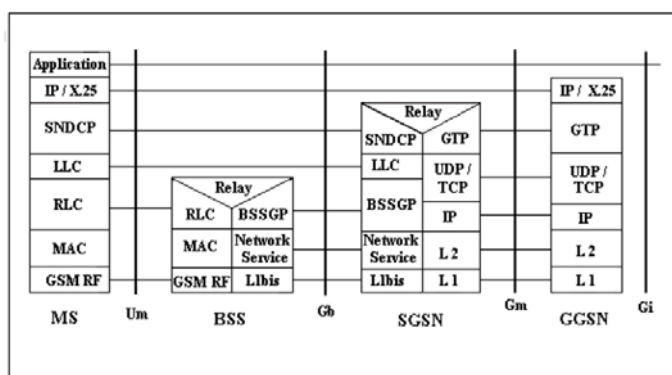 Application
IP / X.25
SNDCP
LLC
RLC
MAC
GSM RF
MS
Um
Relay
RLC
BSSGP
MAC
Network
Service
GSM RF
L1bis
BSS
Gb
Relay
SNDCP
GTP
LLC
UDP /
TCP
BSSGP
IP
Network
Service
L 2
L1bis
L 1
SGSN
Gm
IP / X.25
GTP
UDP /
TCP
IP
L 2
L 1
GGSN
Gi